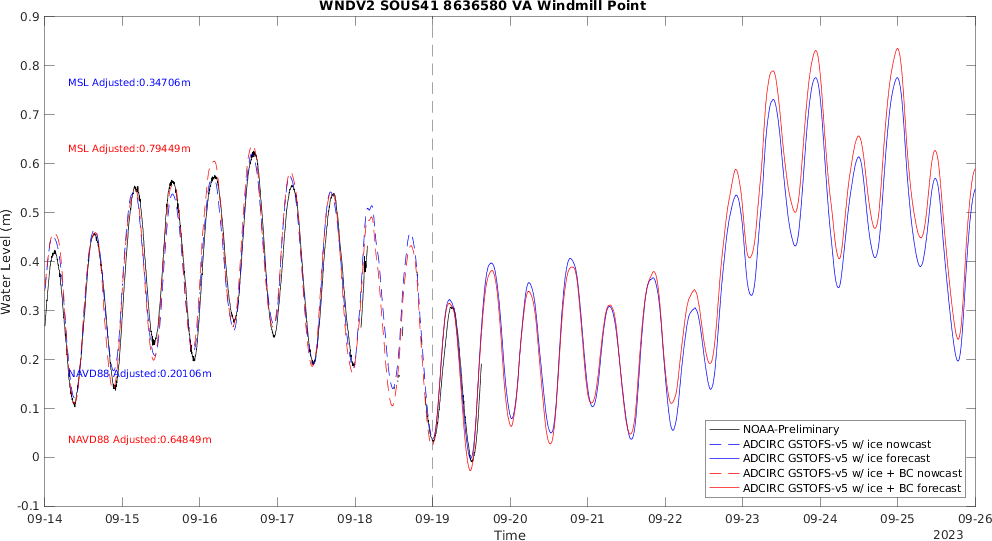 WNDV2 SOUS41 8636580 VA Windmill Point
0.9
0.8
0.7
0.6
0.5
0.4
0.3
0.2
0.1
0
-0.1
Water Level (m)
MSL Adjusted:0.34706m
MSL Adjusted:0.79449m
NAVD88 Adjusted:0.20106m
NAVD88 Adjusted:0.64849m
NOAA-Preliminary
ADCIRC GSTOFS-v5 w/ ice nowcast
ADCIRC GSTOFS-v5 w/ ice forecast
ADCIRC GSTOFS-v5 w/ ice + BC nowcast
ADCIRC GSTOFS-v5 w/ ice + BC forecast
09-14 09-15 09-16 09-17 09-18 09-19 09-20 09-21 09-22 09-23 09-24 09-25 09-26
Time
2023